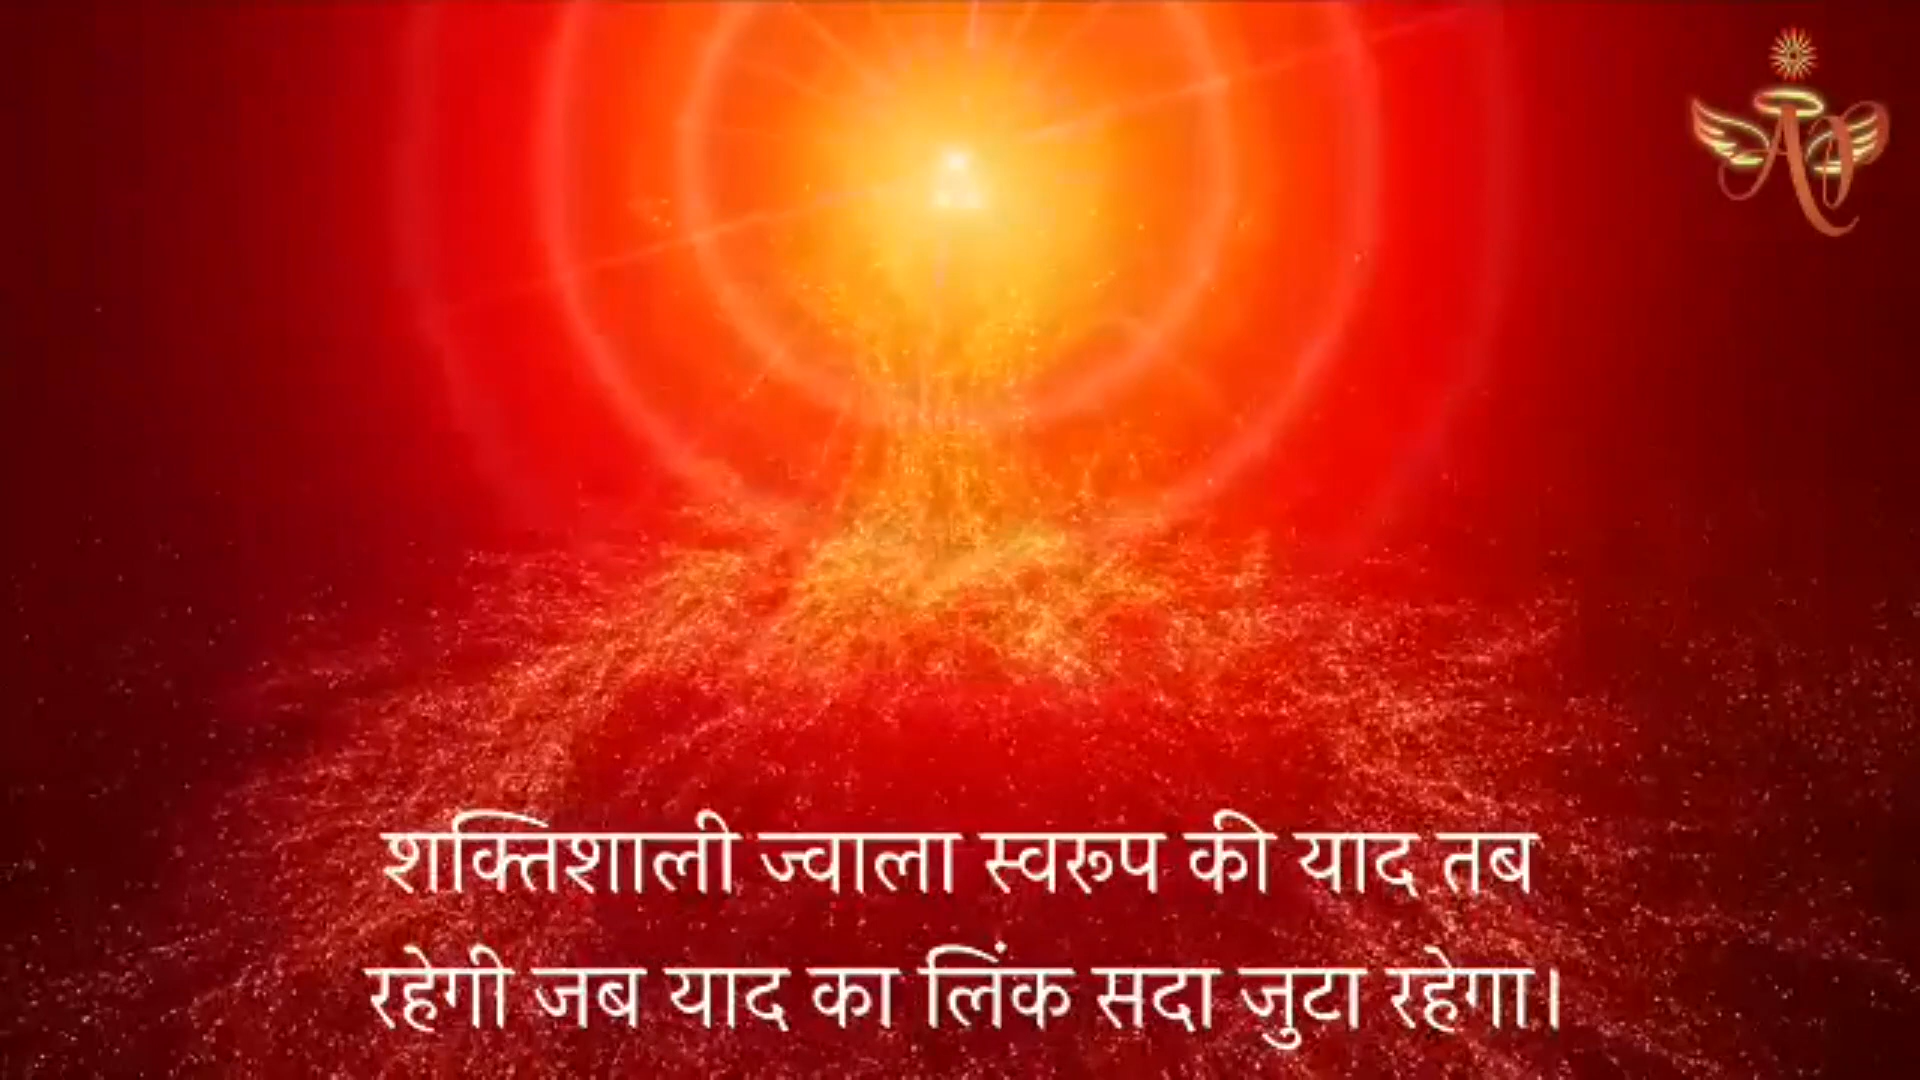 शक्तिशाली ज्वाला स्वरूप की याद तब
रहेगी जब याद का लिंक सदा जुटा रहेगा।